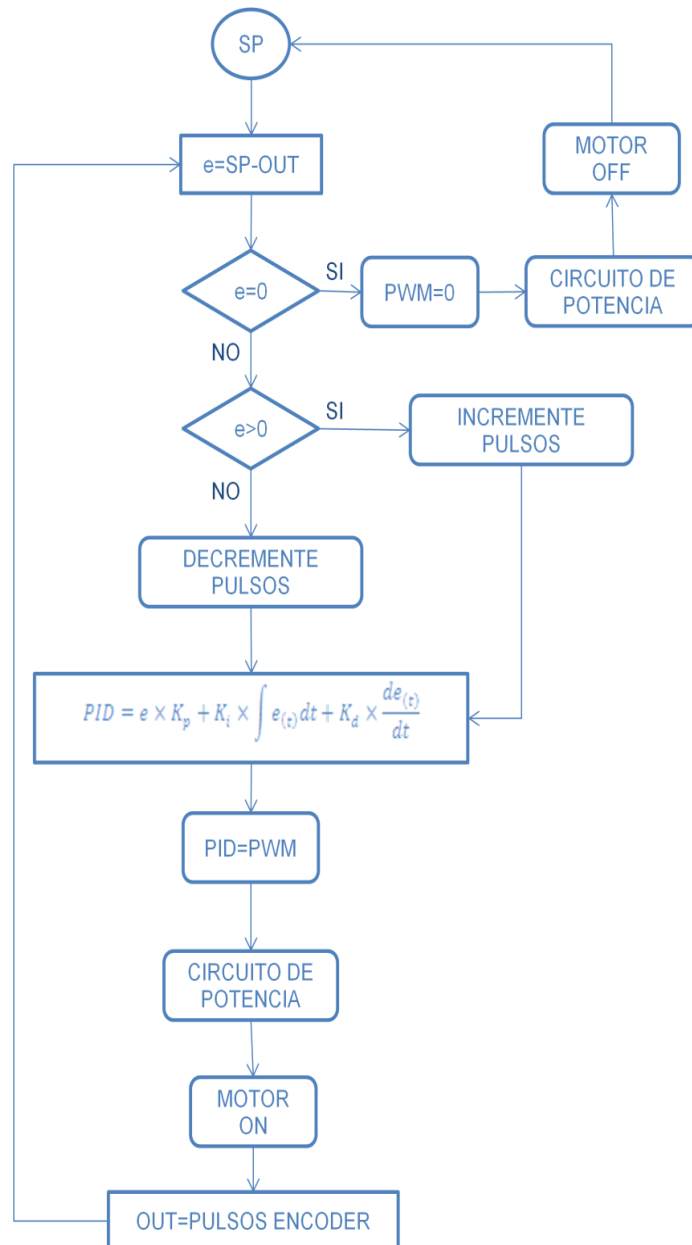 SP
e=SP-OUT
MOTOR
OFF
e=0
SI
PWM=0
CIRCUITO DE
POTENCIA
NO
e>0
SI
INCREMENTE
PULSOS
NO
DECREMENTE
PULSOS
PID = e × K_p + K_i × ∫ e_(t) dt + K_d × de_(t)/dt
PID=PWM
CIRCUITO DE
POTENCIA
MOTOR
ON
OUT=PULSOS ENCODER